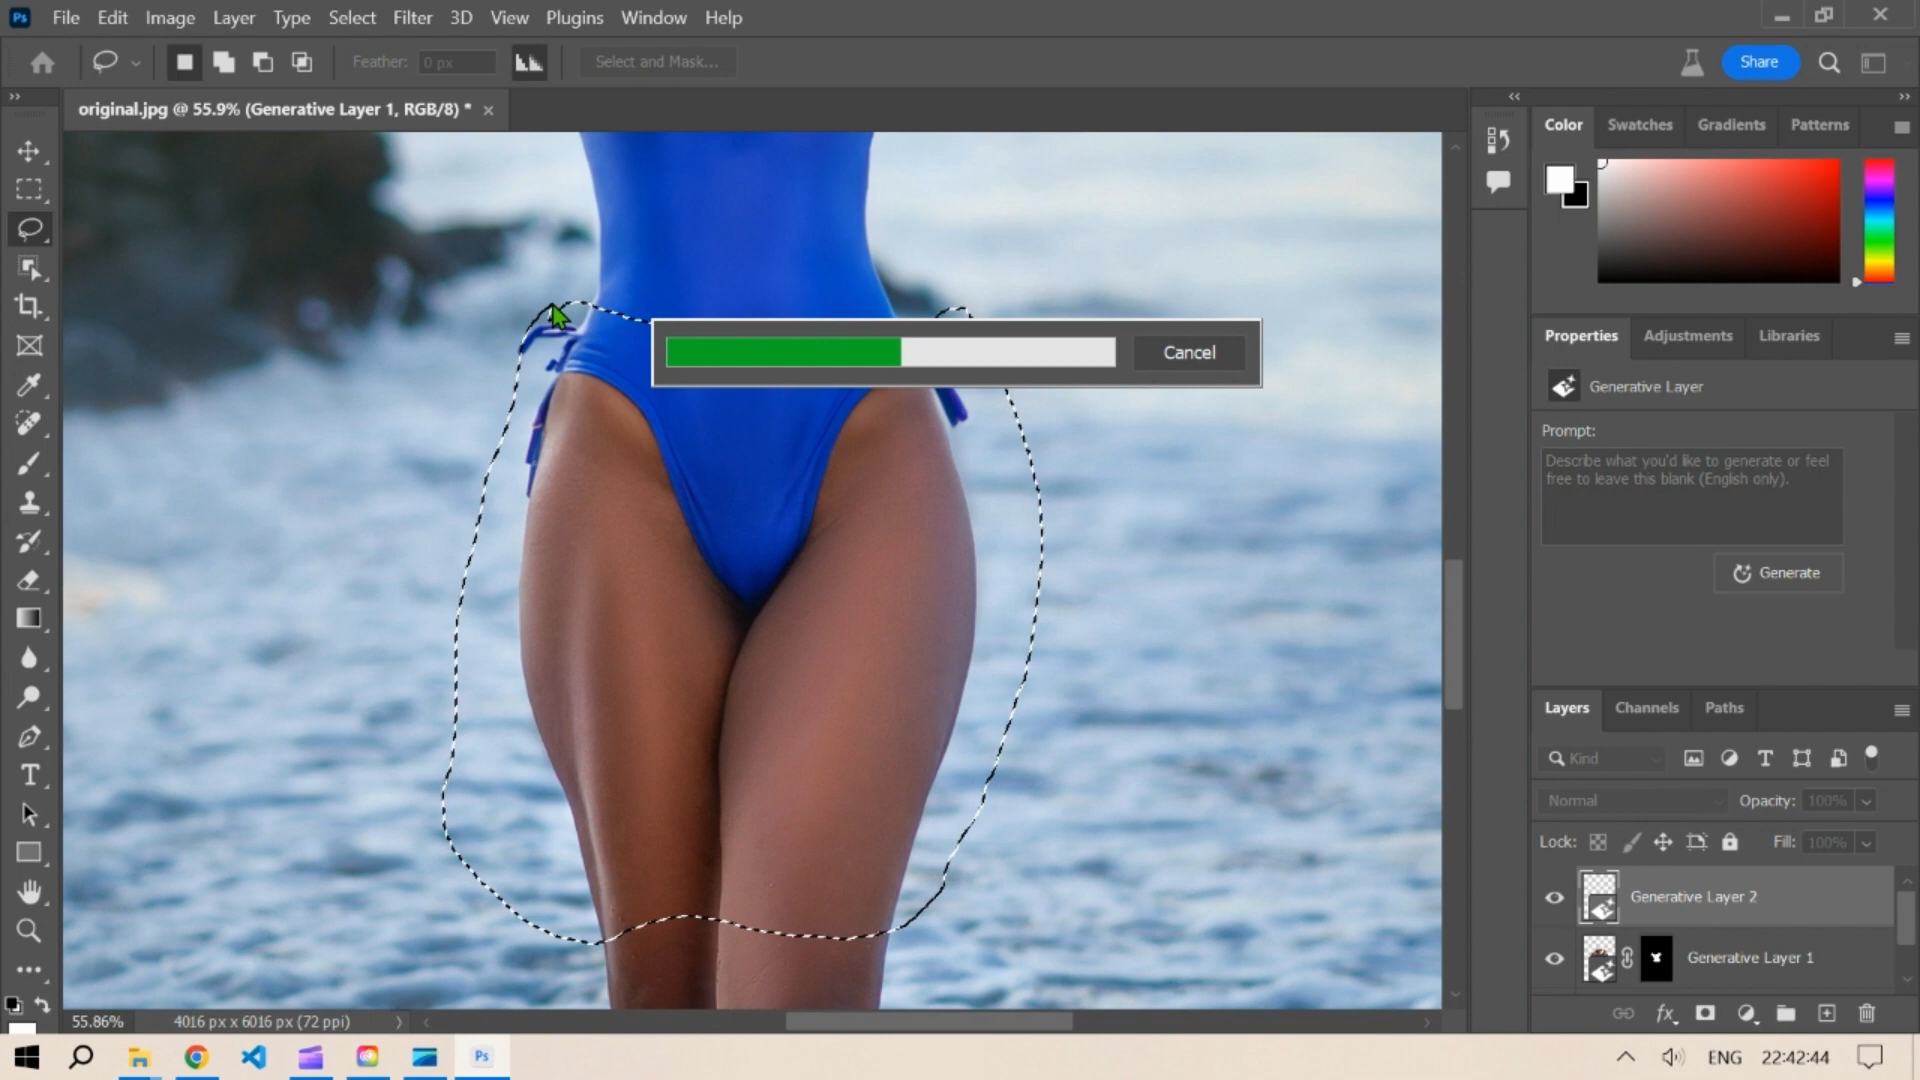 Ps File Edit Image Layer Type Select Filter 3D View Plugins Window Help
Feather: 0 px Select and Mask... Share
original.jpg @ 55.9% (Generative Layer 1, RGB/8) *
Color Swatches Gradients Patterns
Cancel
Properties Adjustments Libraries
Generative Layer
Prompt:
Describe what you'd like to generate or feel
free to leave this blank (English only).
Generate
Layers Channels Paths
Kind
Normal Opacity: 100%
Lock: Fill: 100%
Generative Layer 2
Generative Layer 1
fx
55.86% 4016 px x 6016 px (72 ppi)
Ps ENG 22:42:44